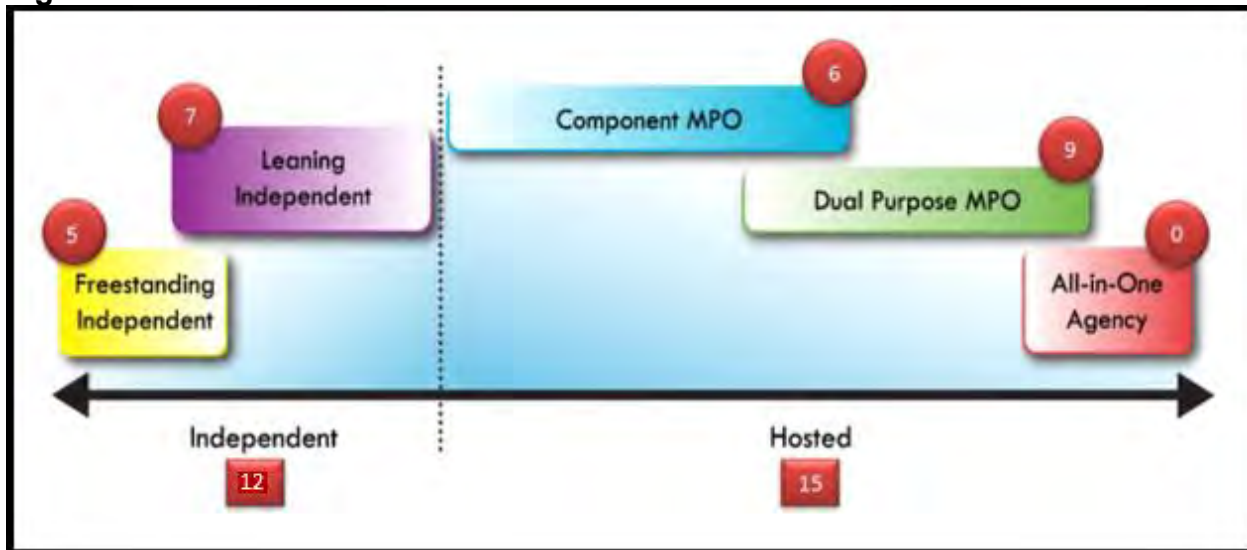 6
Component MPO
7
Leaning
Independent
9
Dual Purpose MPO
5
Freestanding
Independent
0
All-in-One
Agency
Independent
Hosted
12
15